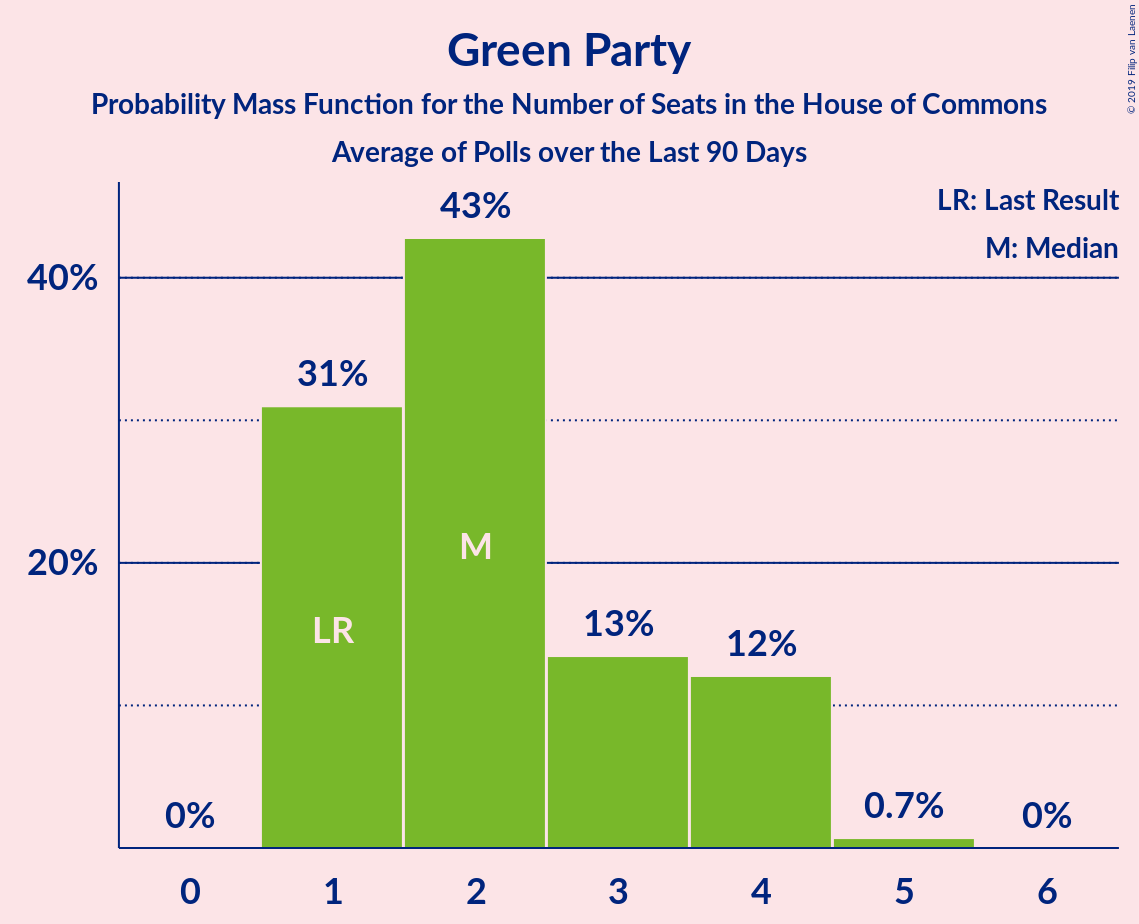 Green Party
Probability Mass Function for the Number of Seats in the House of Commons
Average of Polls over the Last 90 Days
© 2019 Filip van Laenen
LR: Last Result
M: Median
43%
40%
31%
M
20%
LR
13%
12%
0%
0.7%
0%
0 1 2 3 4 5 6